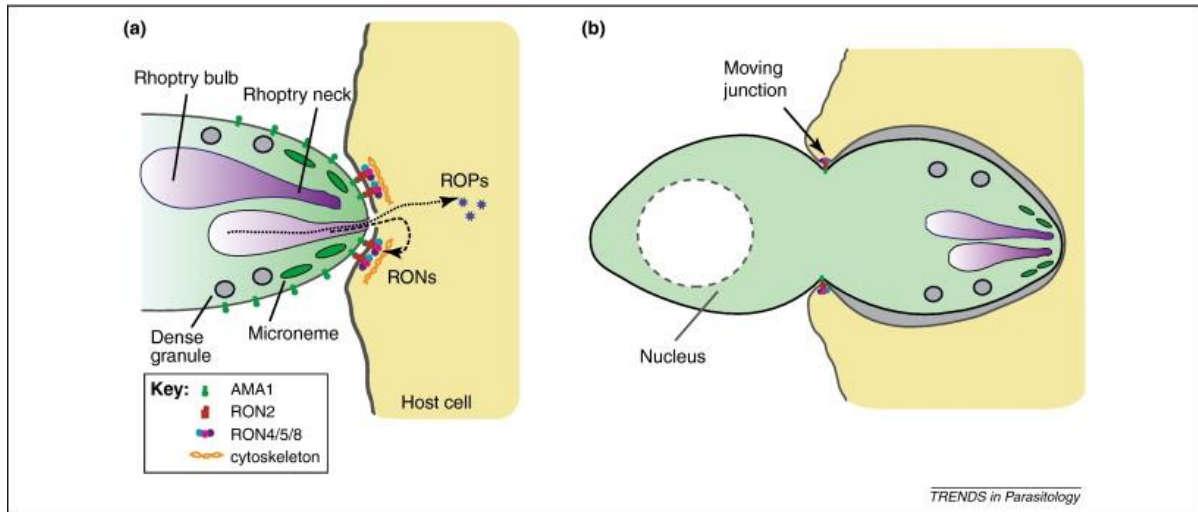 (a)
Rhoptry bulb
Rhoptry neck
ROPs
RONs
Microneme
Dense
granule
Host cell
Key:
AMA1
RON2
RON4/5/8
cytoskeleton
(b)
Moving
junction
Nucleus
TRENDS in Parasitology